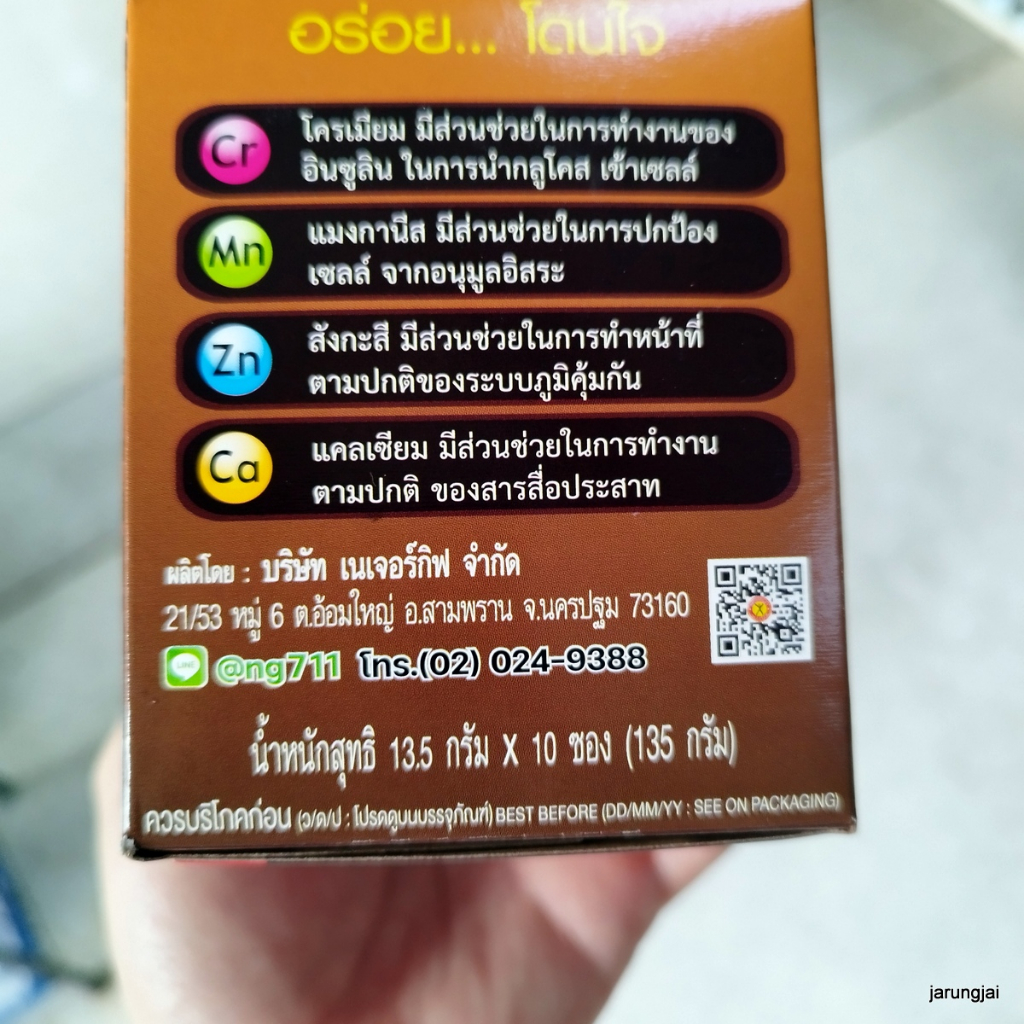 อร่อย... โดนใจ
Cr
โครเมียม มีส่วนช่วยในการทำงานของ
อินซูลิน ในการนำกลูโคส เข้าเซลล์
Mn
แมงกานีส มีส่วนช่วยในการปกป้อง
เซลล์ จากอนุมูลอิสระ
Zn
สังกะสี มีส่วนช่วยในการทำหน้าที่
ตามปกติของระบบภูมิคุ้มกัน
Ca
แคลเซียม มีส่วนช่วยในการทำงาน
ตามปกติ ของสารสื่อประสาท
ผลิตโดย : บริษัท เนเจอร์กิฟ จำกัด
21/53 หมู่ 6 ต.อ้อมใหญ่ อ.สามพราน จ.นครปฐม 73160
LINE @ng711 โทร.(02) 024-9388
น้ำหนักสุทธิ 13.5 กรัม X 10 ซอง (135 กรัม)
ควรบริโภคก่อน (ว/ด/ป : โปรดดูบนบรรจุภัณฑ์) BEST BEFORE (DD/MM/YY : SEE ON PACKAGING)
jarungjai